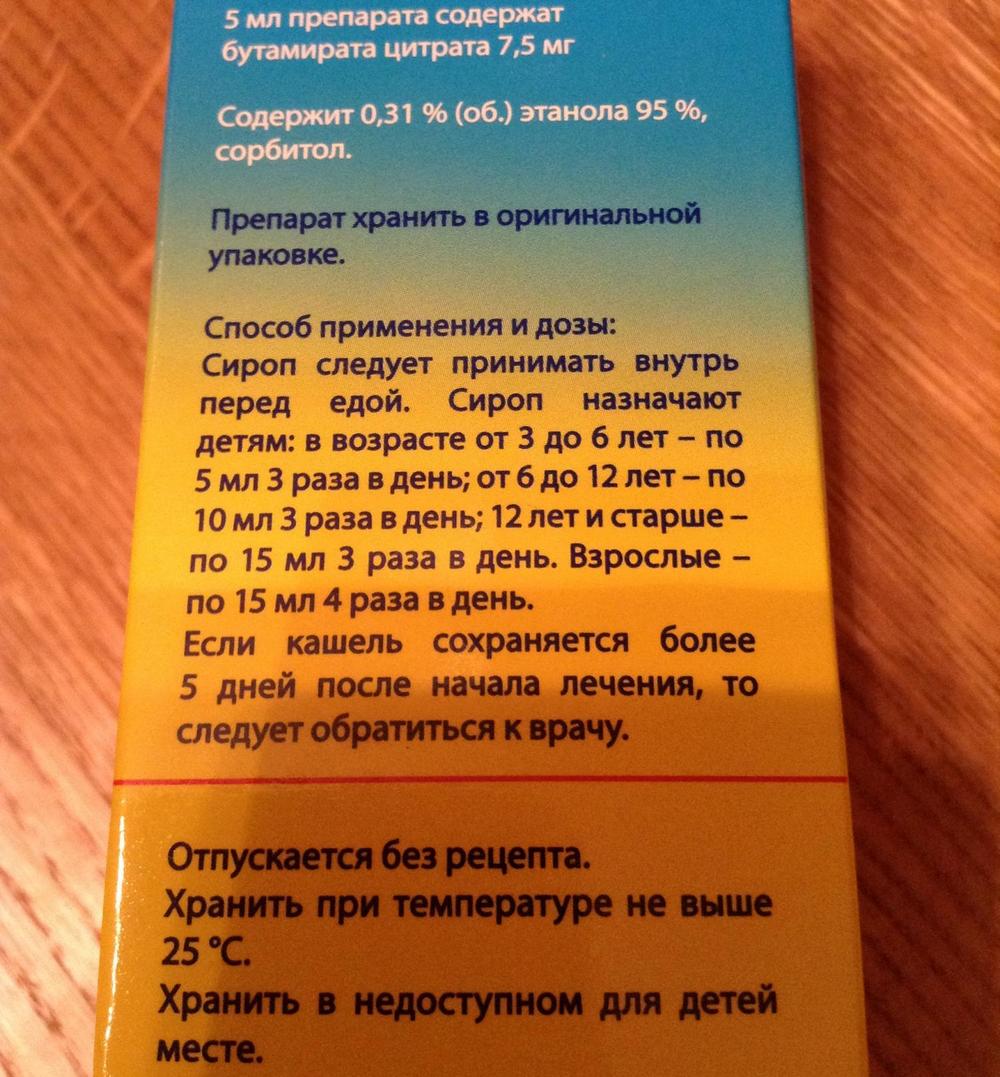 5 мл препарата содержат
бутамирата цитрата 7,5 мг
Содержит 0,31 % (об.) этанола 95 %,
сорбитол.
Препарат хранить в оригинальной
упаковке.
Способ применения и дозы:
Сироп следует принимать внутрь
перед едой. Сироп назначают
детям: в возрасте от 3 до 6 лет – по
5 мл 3 раза в день; от 6 до 12 лет – по
10 мл 3 раза в день; 12 лет и старше –
по 15 мл 3 раза в день. Взрослые –
по 15 мл 4 раза в день.
Если кашель сохраняется более
5 дней после начала лечения, то
следует обратиться к врачу.
Отпускается без рецепта.
Хранить при температуре не выше
25 °C.
Хранить в недоступном для детей
месте.